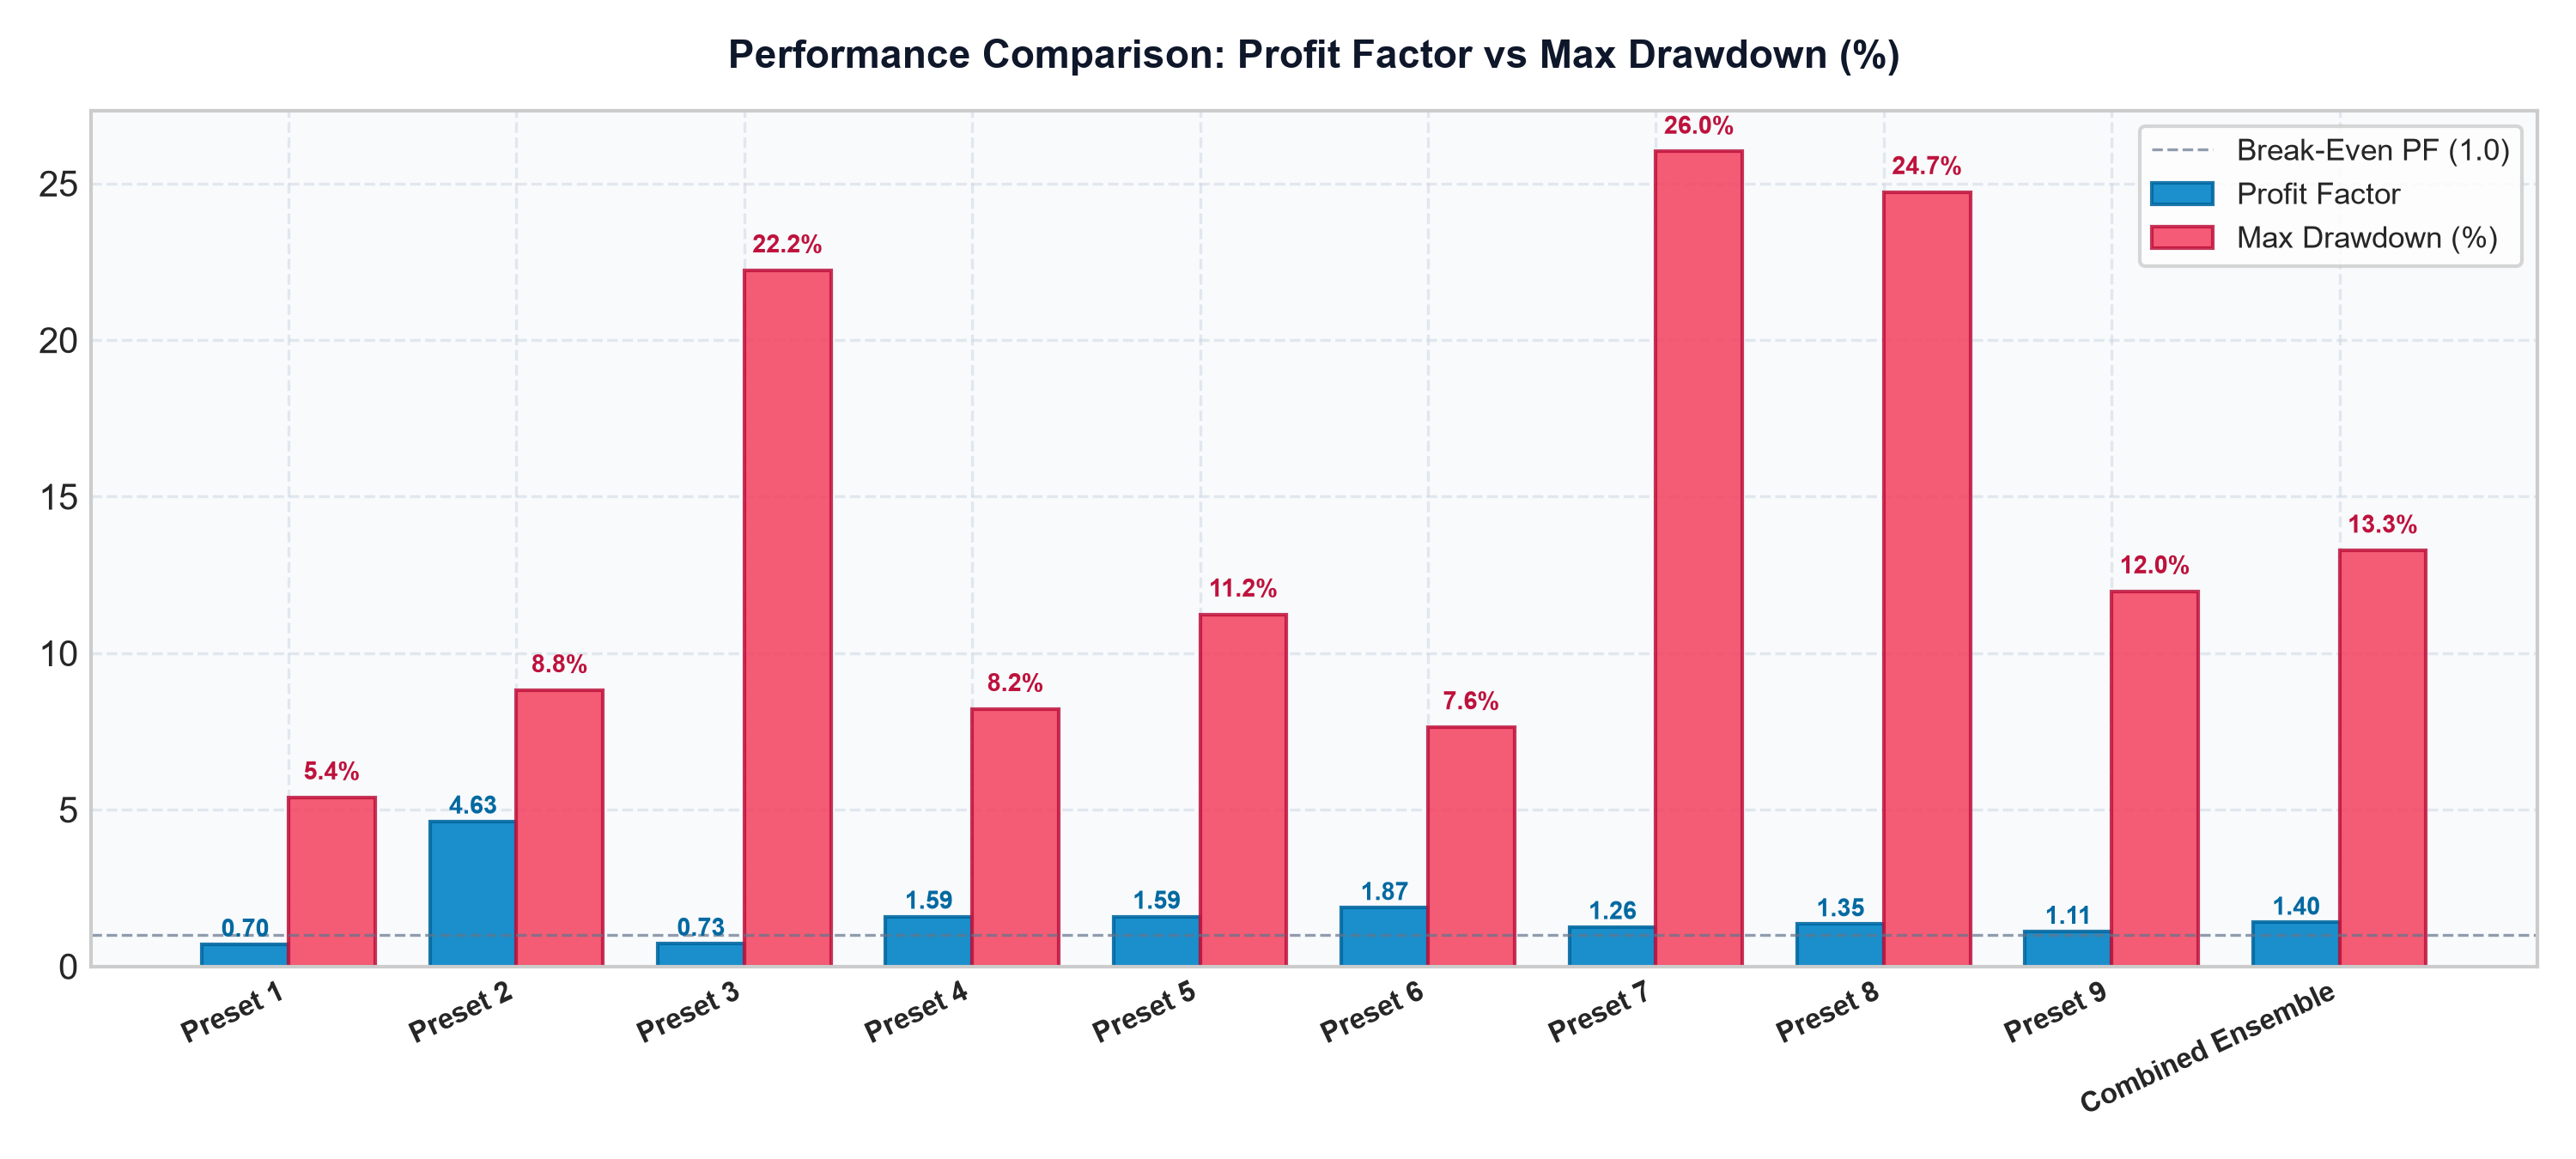 Performance Comparison: Profit Factor vs Max Drawdown (%)
Break-Even PF (1.0)
Profit Factor
Max Drawdown (%)
25
20
15
10
5
0
0.70
5.4%
4.63
8.8%
0.73
22.2%
1.59
8.2%
1.59
11.2%
1.87
7.6%
1.26
26.0%
1.35
24.7%
1.11
12.0%
1.40
13.3%
Preset 1
Preset 2
Preset 3
Preset 4
Preset 5
Preset 6
Preset 7
Preset 8
Preset 9
Combined Ensemble